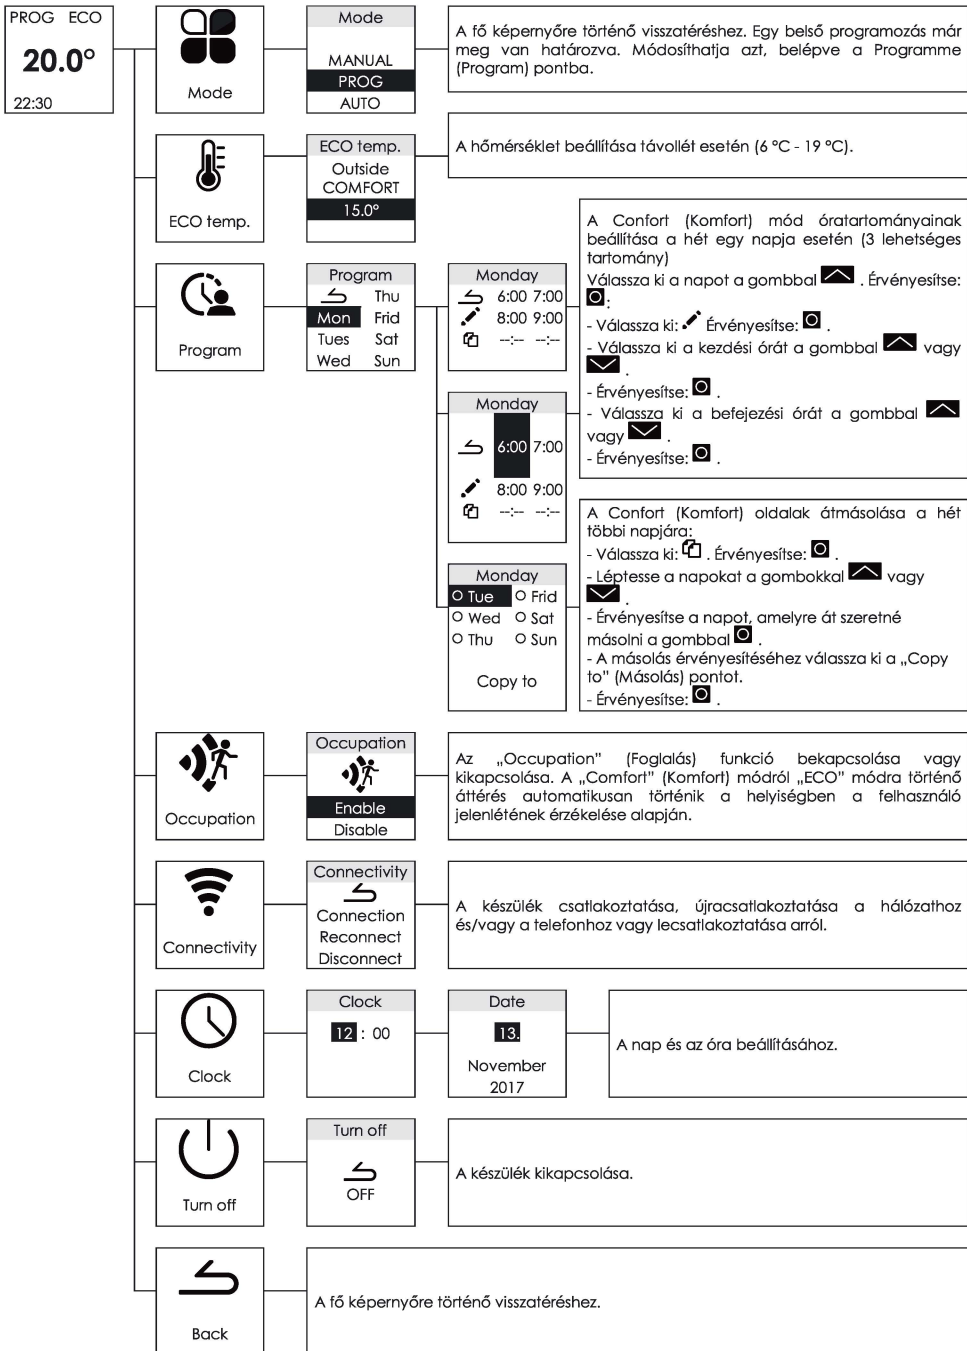 PROG ECO
20.0°
22:30
Mode
Mode
MANUAL
PROG
AUTO
A fő képernyőre történő visszatéréshez. Egy belső programozás már
meg van határozva. Módosíthatja azt, belépve a Programme
(Program) pontba.
ECO temp.
ECO temp.
Outside
COMFORT
15.0°
A hőmérséklet beállítása távollét esetén (6 °C - 19 °C).
Program
Program
Thu
Mon Frid
Tues Sat
Wed Sun
Monday
6:00 7:00
8:00 9:00
--:-- --:--
Monday
6:00 7:00
8:00 9:00
--:-- --:--
A Confort (Komfort) mód óratartományainak
beállítása a hét egy napja esetén (3 lehetséges
tartomány)
Válassza ki a napot a gombbal . Érvényesítse:
:
- Válassza ki: Érvényesítse: .
- Válassza ki a kezdési órát a gombbal vagy
.
- Érvényesítse: .
- Válassza ki a befejezési órát a gombbal
vagy .
- Érvényesítse: .
Monday
Tue Frid
Wed Sat
Thu Sun
Copy to
A Confort (Komfort) oldalak átmásolása a hét
többi napjára:
- Válassza ki: . Érvényesítse: .
- Léptesse a napokat a gombokkal vagy
.
- Érvényesítse a napot, amelyre át szeretné
másolni a gombbal .
- A másolás érvényesítéséhez válassza ki a „Copy
to” (Másolás) pontot.
- Érvényesítse: .
Occupation
Occupation
Enable
Disable
Az „Occupation” (Foglalás) funkció bekapcsolása vagy
kikapcsolása. A „Comfort” (Komfort) módról „ECO” módra történő
áttérés automatikusan történik a helyiségben a felhasználó
jelenlétének érzékelése alapján.
Connectivity
Connectivity
Connection
Reconnect
Disconnect
A készülék csatlakoztatása, újracsatlakoztatása a hálózathoz
és/vagy a telefonhoz vagy lecsatlakoztatása arról.
Clock
Clock
12 : 00
Date
13.
November
2017
A nap és az óra beállításához.
Turn off
Turn off
OFF
A készülék kikapcsolása.
Back
A fő képernyőre történő visszatéréshez.